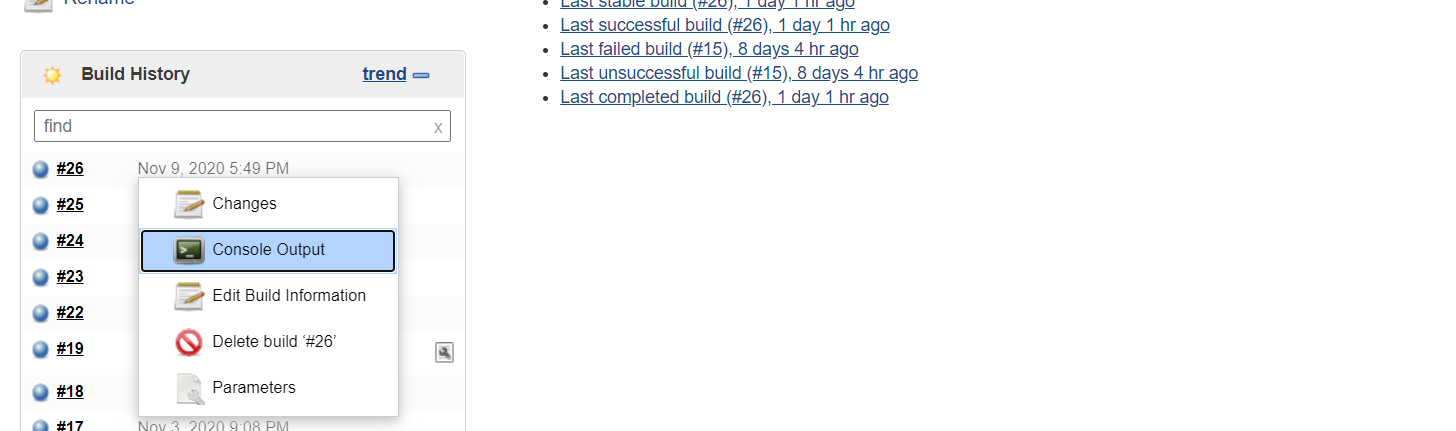 Rename
Build History trend
find x
#26 Nov 9, 2020 5:49 PM
#25
#24
#23
#22
#19
#18
#17 Nov 3, 2020 9:08 PM
Changes
Console Output
Edit Build Information
Delete build ‘#26’
Parameters
Last stable build (#26), 1 day 1 hr ago
Last successful build (#26), 1 day 1 hr ago
Last failed build (#15), 8 days 4 hr ago
Last unsuccessful build (#15), 8 days 4 hr ago
Last completed build (#26), 1 day 1 hr ago